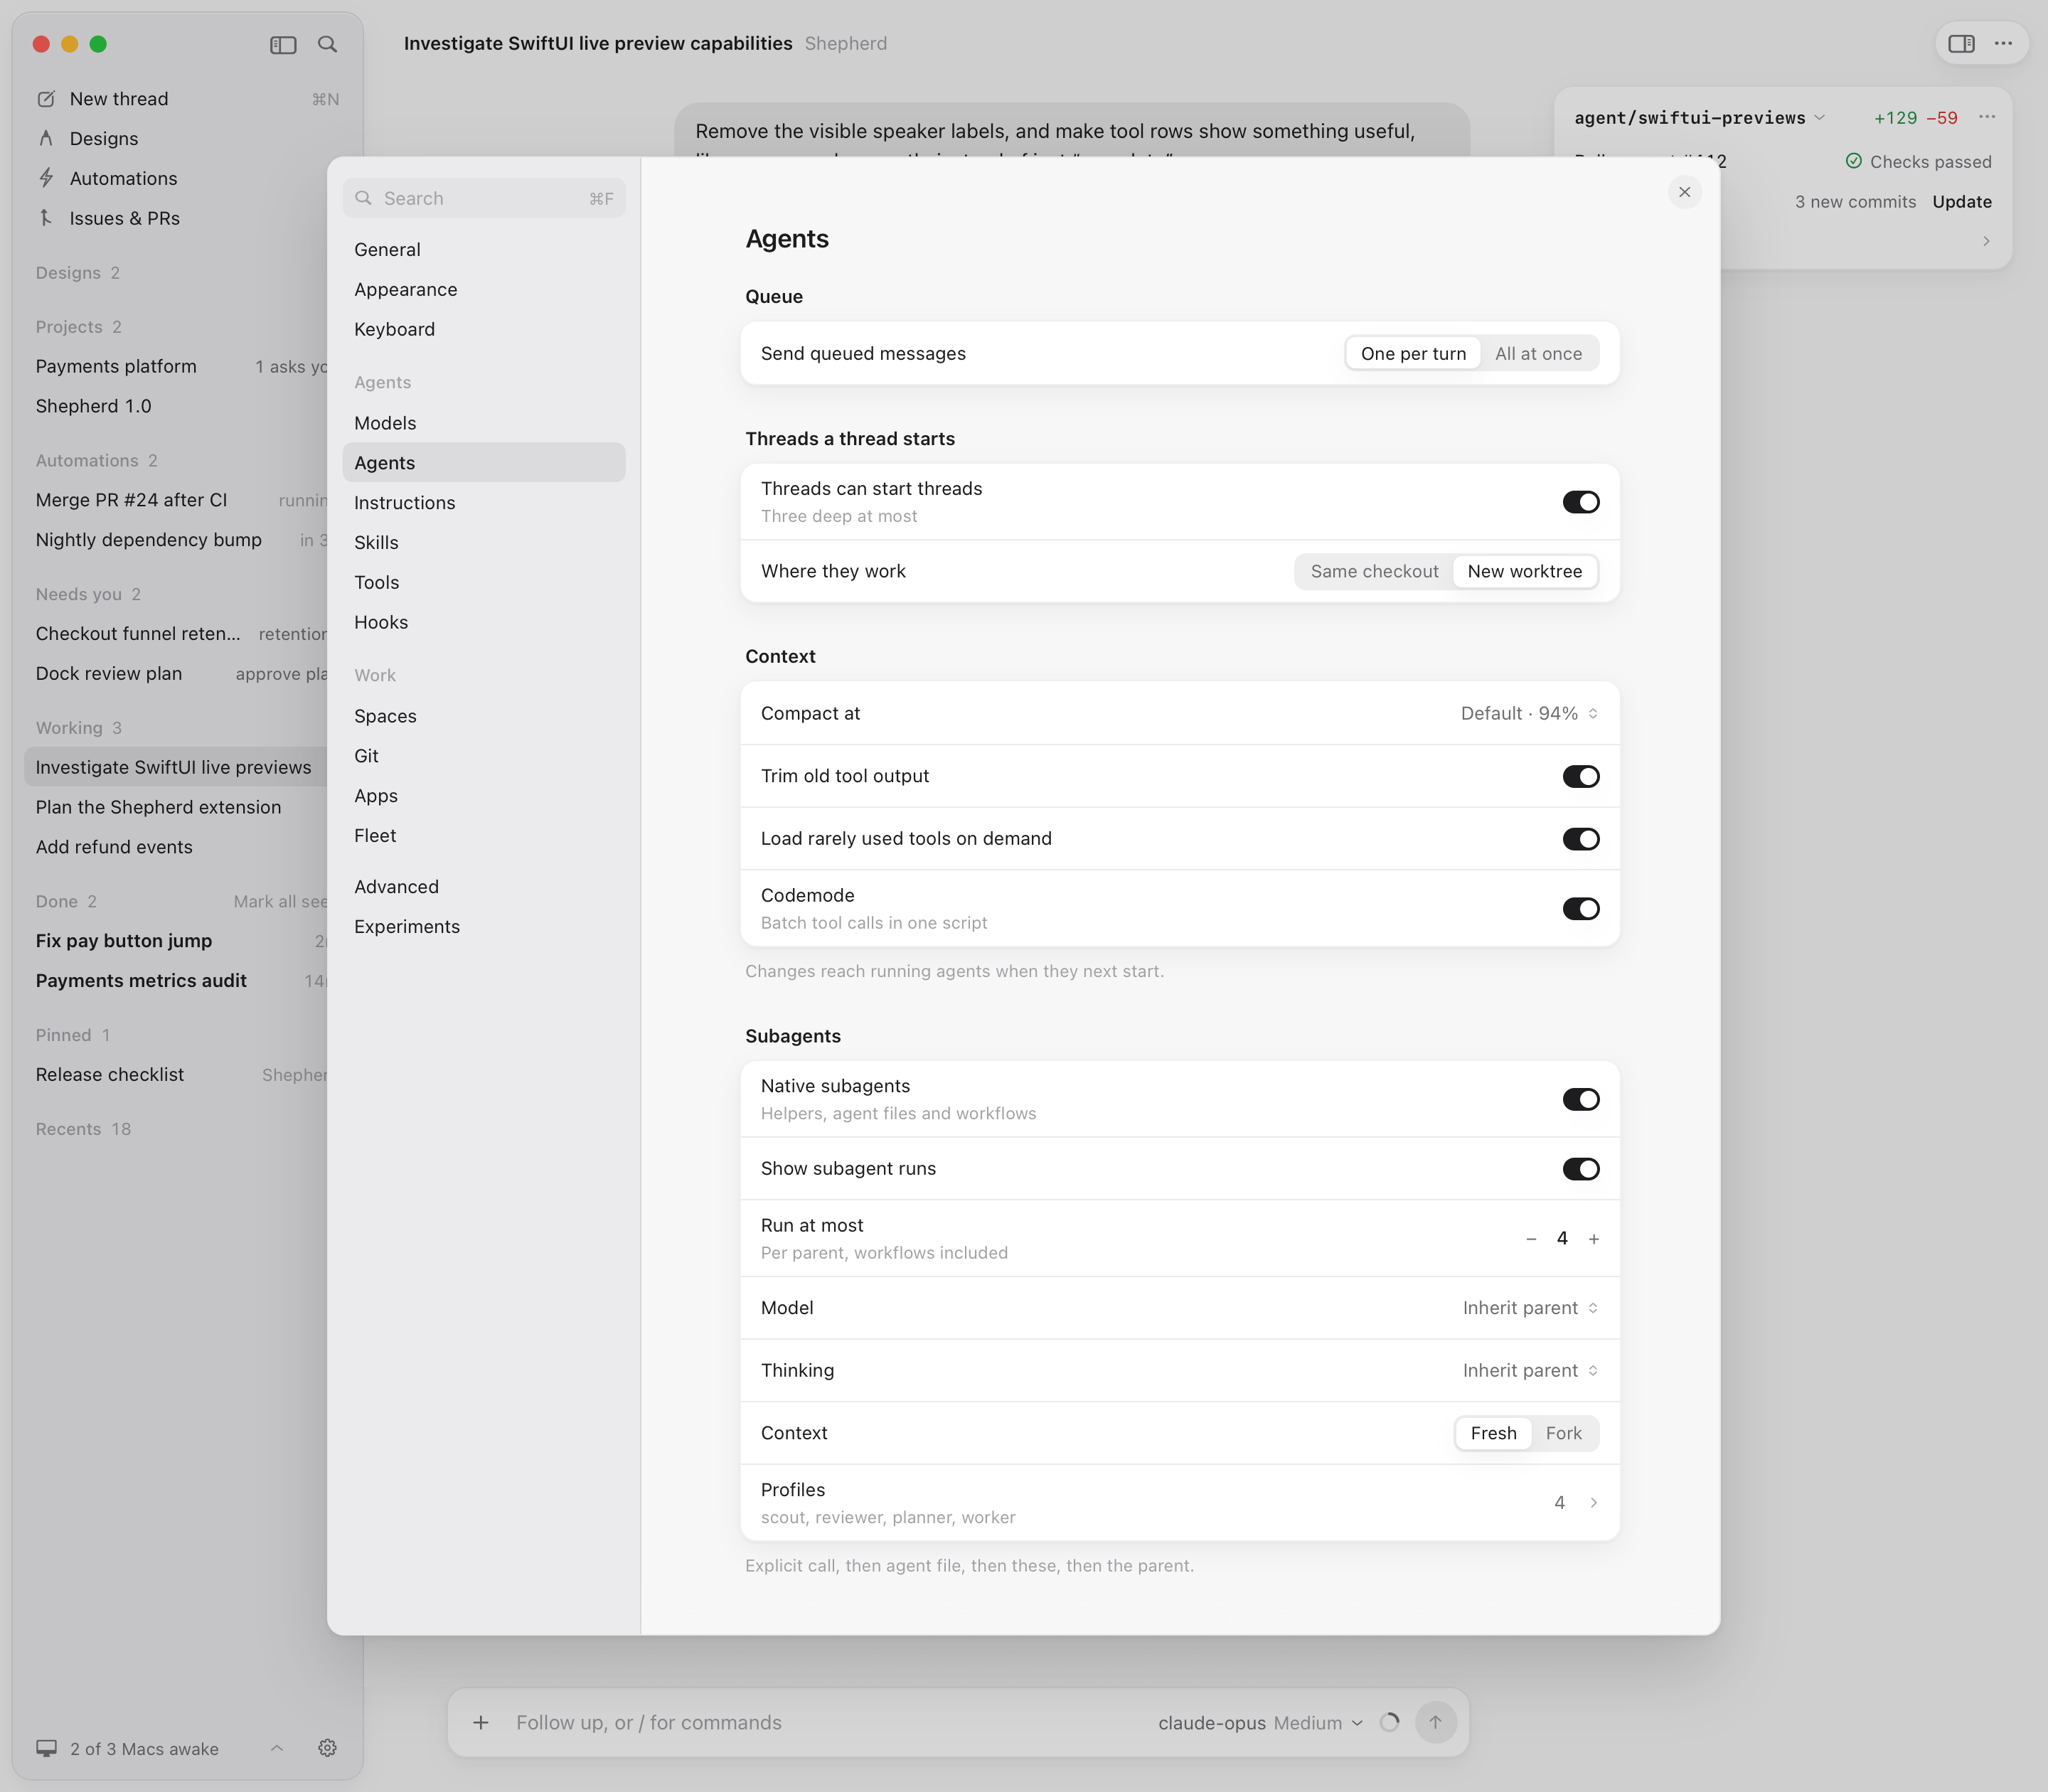 Investigate SwiftUI live preview capabilities Shepherd
New thread ⌘N
Designs
Automations
Issues & PRs
Designs 2
Projects 2
Payments platform 1 asks
Shepherd 1.0
Automations 2
Merge PR #24 after CI
Nightly dependency bump in
Needs you 2
Checkout funnel reten...
Dock review plan approve
Working 3
Investigate SwiftUI live previews
Plan the Shepherd extension
Add refund events
Done 2 Mark all
Fix pay button jump
Payments metrics audit
Pinned 1
Release checklist
Recents 18
2 of 3 Macs awake
Remove the visible speaker labels, and make tool rows show something useful,
agent/swiftui-previews +129 −59
Checks passed
3 new commits Update
Search ⌘F
General
Appearance
Keyboard
Agents
Models
Agents
Instructions
Skills
Tools
Hooks
Work
Spaces
Git
Apps
Fleet
Advanced
Experiments
Agents
Queue
Send queued messages One per turn All at once
Threads a thread starts
Threads can start threads
Three deep at most
Where they work Same checkout New worktree
Context
Compact at Default · 94%
Trim old tool output
Load rarely used tools on demand
Codemode
Batch tool calls in one script
Changes reach running agents when they next start.
Subagents
Native subagents
Helpers, agent files and workflows
Show subagent runs
Run at most
Per parent, workflows included
− 4 +
Model Inherit parent
Thinking Inherit parent
Context Fresh Fork
Profiles
scout, reviewer, planner, worker
4
Explicit call, then agent file, then these, then the parent.
Follow up, or / for commands claude-opus Medium